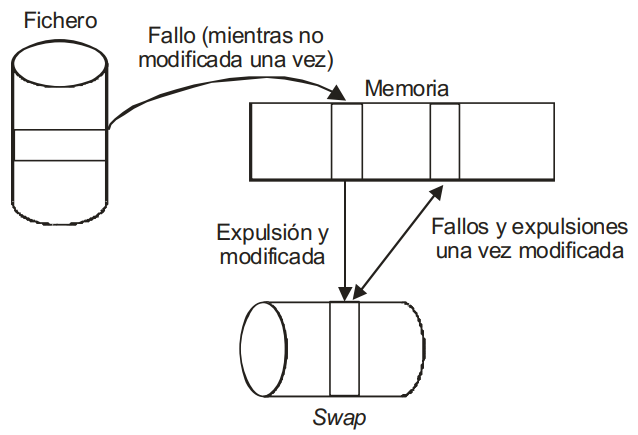 Fichero
Fallo (mientras no
modificada una vez)
Memoria
Expulsión y
modificada
Fallos y expulsiones
una vez modificada
Swap